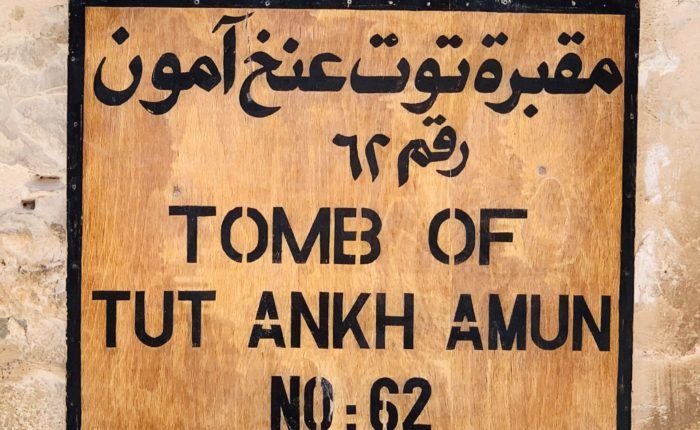 مقبرة توت عنخ آمون
رقم ٦٢
TOMB OF
TUT ANKH AMUN
NO: 62